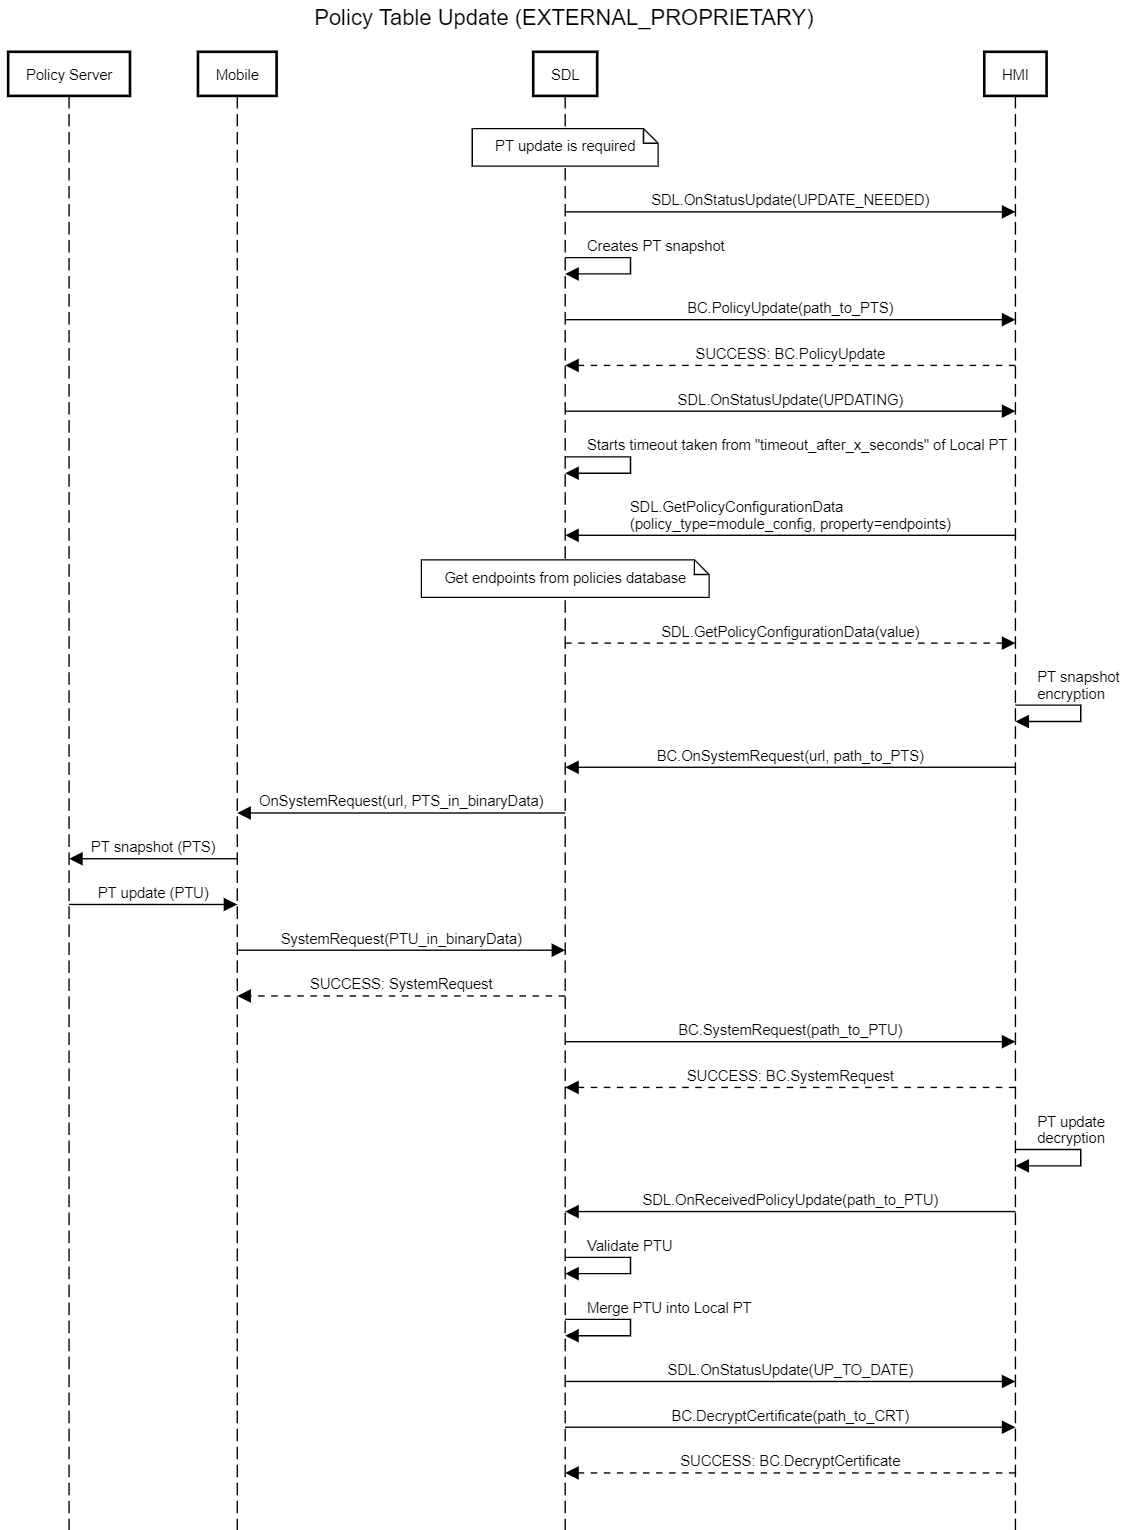 Policy Table Update (EXTERNAL_PROPRIETARY)
Policy Server
Mobile
SDL
HMI
PT update is required
SDL.OnStatusUpdate(UPDATE_NEEDED)
Creates PT snapshot
BC.PolicyUpdate(path_to_PTS)
SUCCESS: BC.PolicyUpdate
SDL.OnStatusUpdate(UPDATING)
Starts timeout taken from "timeout_after_x_seconds" of Local PT
SDL.GetPolicyConfigurationData
(policy_type=module_config, property=endpoints)
Get endpoints from policies database
SDL.GetPolicyConfigurationData(value)
PT snapshot
encryption
BC.OnSystemRequest(url, path_to_PTS)
OnSystemRequest(url, PTS_in_binaryData)
PT snapshot (PTS)
PT update (PTU)
SystemRequest(PTU_in_binaryData)
SUCCESS: SystemRequest
BC.SystemRequest(path_to_PTU)
SUCCESS: BC.SystemRequest
PT update
decryption
SDL.OnReceivedPolicyUpdate(path_to_PTU)
Validate PTU
Merge PTU into Local PT
SDL.OnStatusUpdate(UP_TO_DATE)
BC.DecryptCertificate(path_to_CRT)
SUCCESS: BC.DecryptCertificate